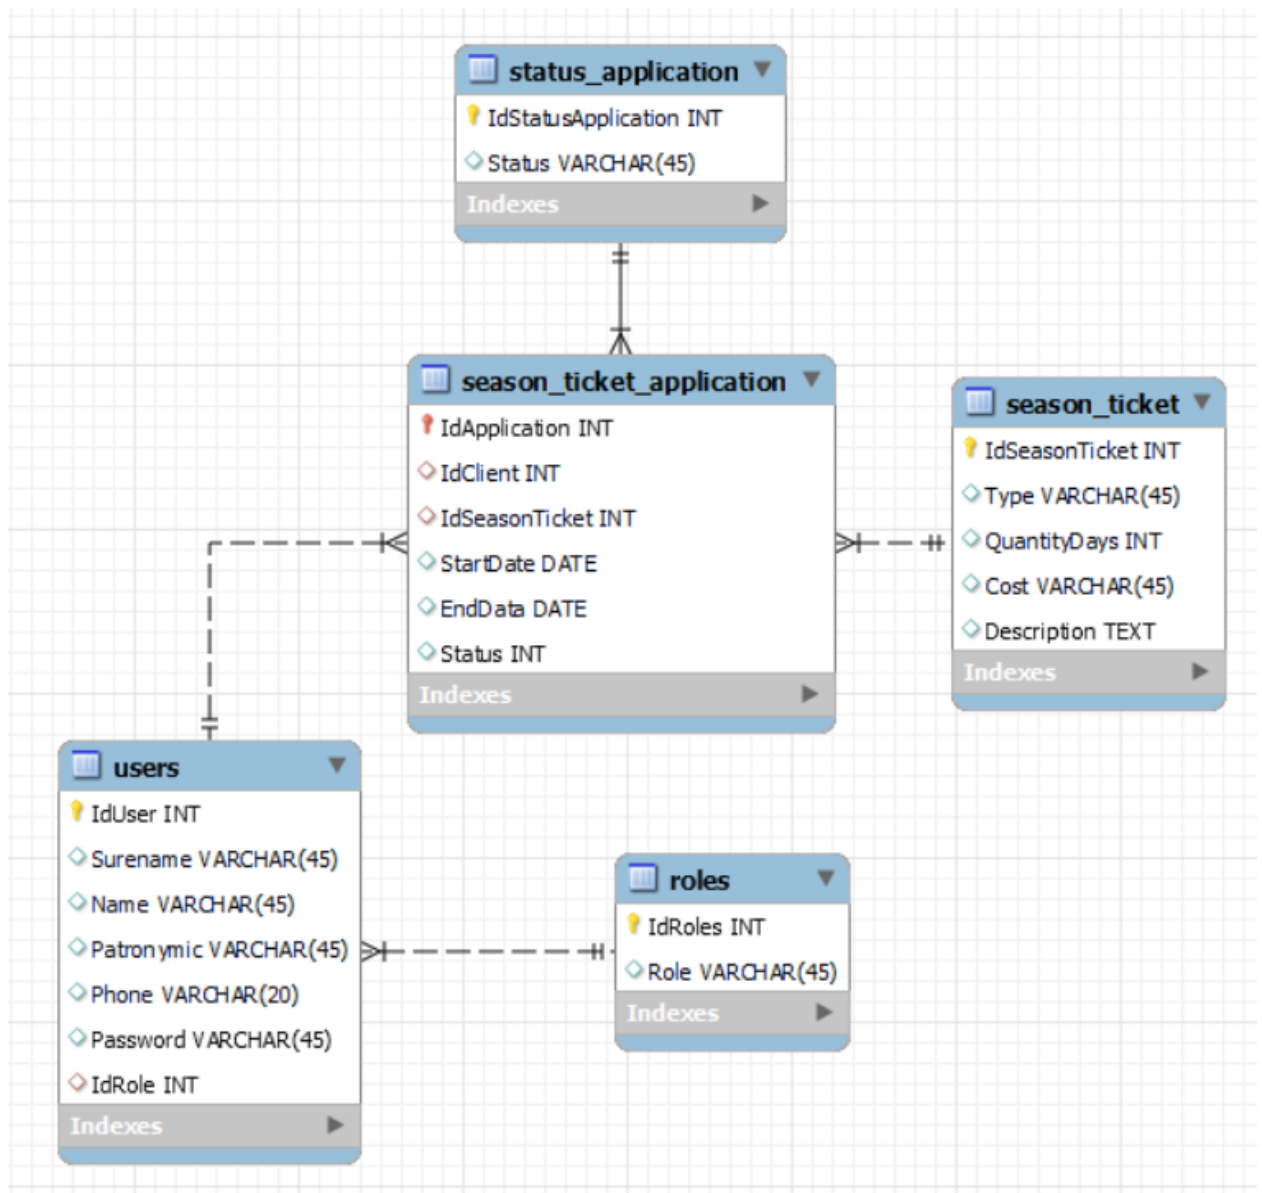 status_application
IdStatusApplication INT
Status VARCHAR(45)
Indexes
season_ticket_application
IdApplication INT
IdClient INT
IdSeasonTicket INT
StartDate DATE
EndData DATE
Status INT
Indexes
season_ticket
IdSeasonTicket INT
Type VARCHAR(45)
QuantityDays INT
Cost VARCHAR(45)
Description TEXT
Indexes
users
IdUser INT
Surename VARCHAR(45)
Name VARCHAR(45)
Patronymic VARCHAR(45)
Phone VARCHAR(20)
Password VARCHAR(45)
IdRole INT
Indexes
roles
IdRoles INT
Role VARCHAR(45)
Indexes